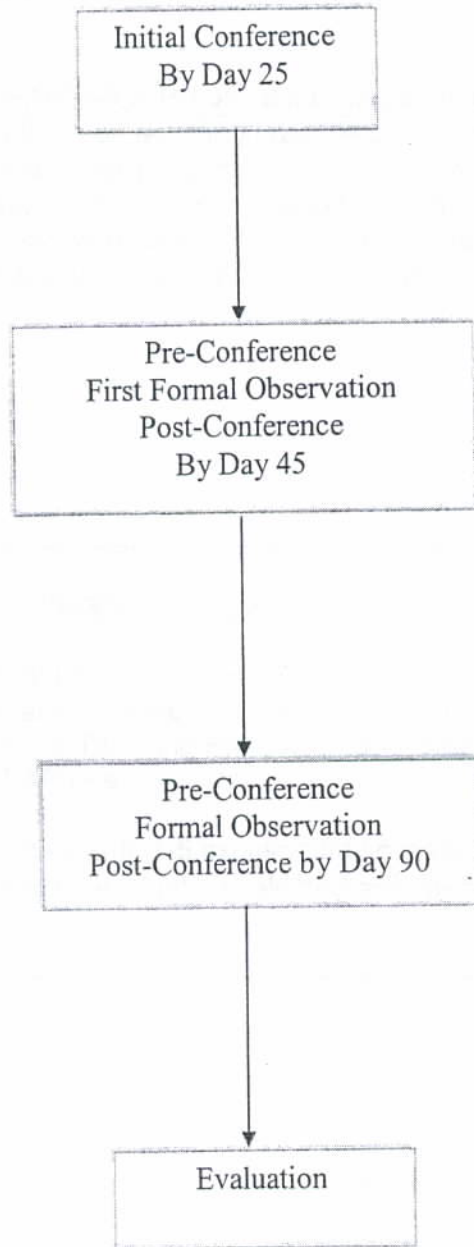 Initial Conference
By Day 25
Pre-Conference
First Formal Observation
Post-Conference
By Day 45
Pre-Conference
Formal Observation
Post-Conference by Day 90
Evaluation